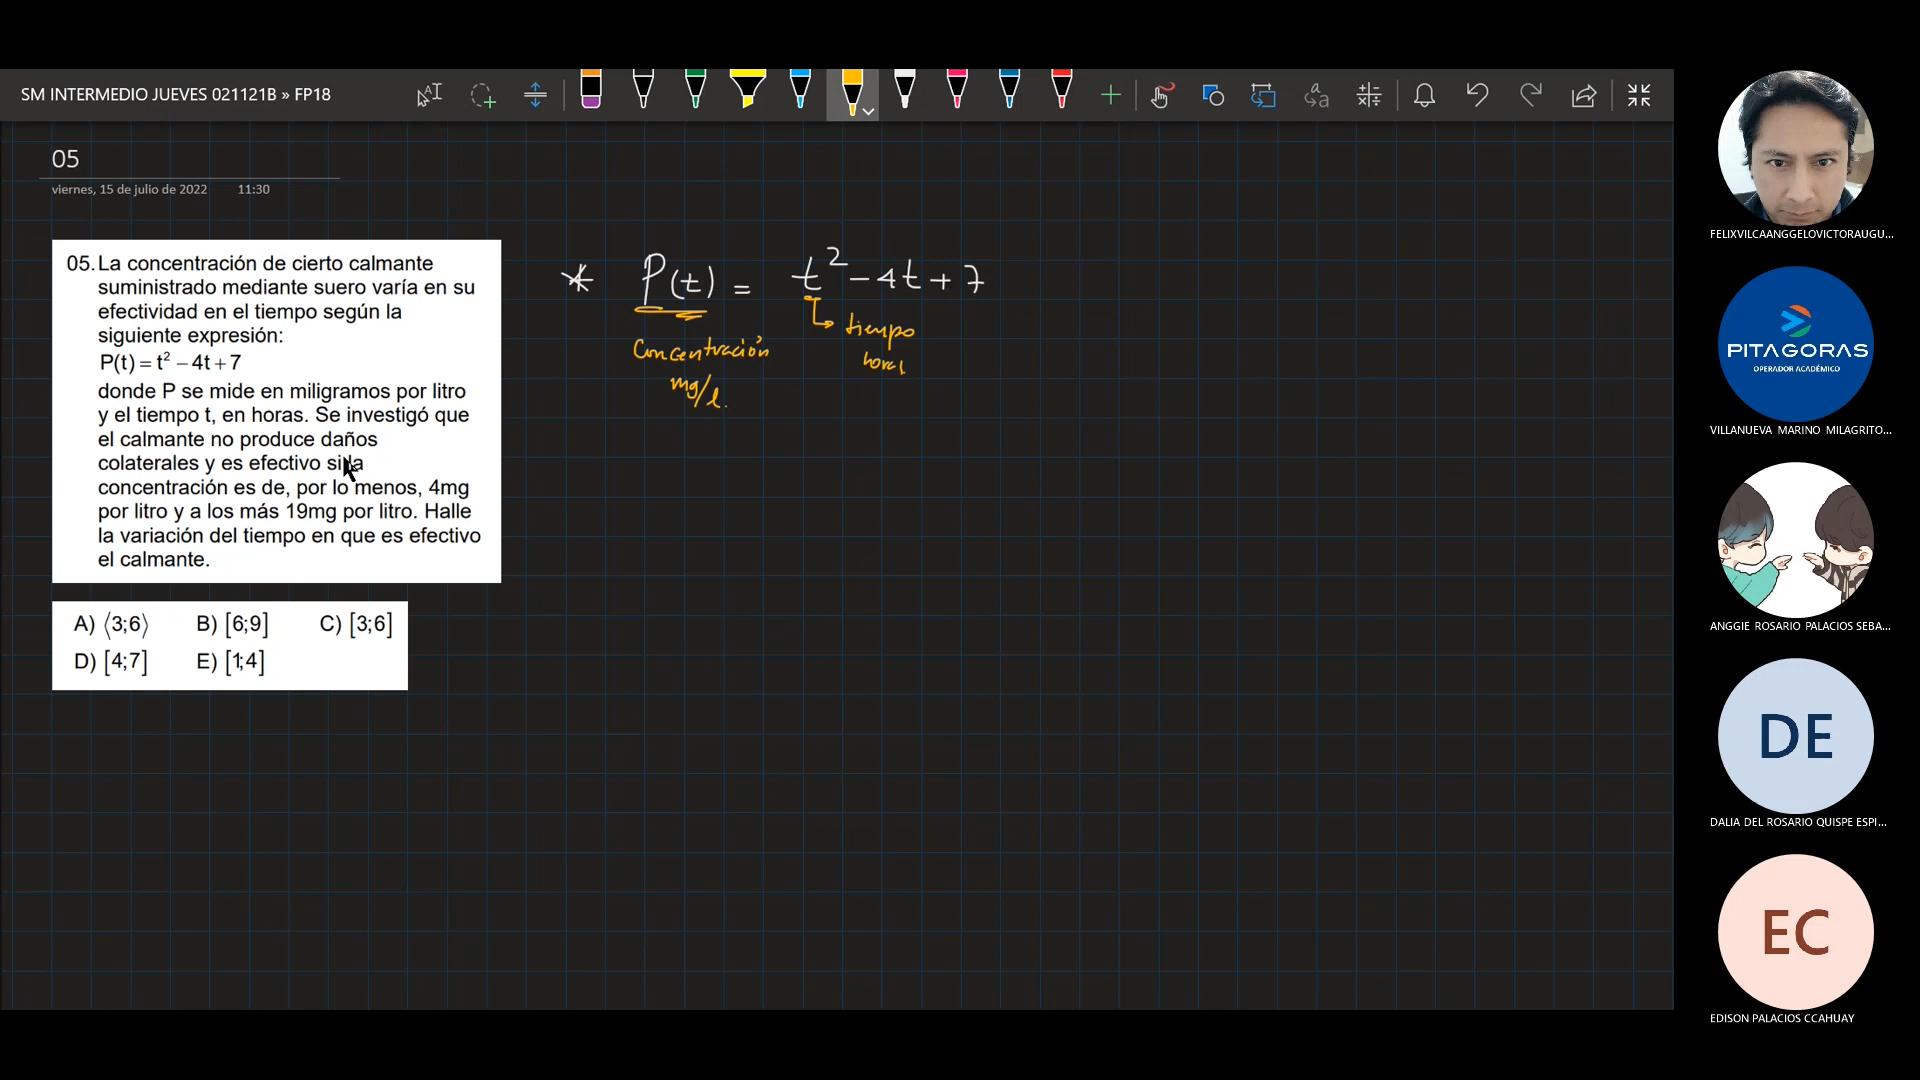 SM INTERMEDIO JUEVES 021121B » FP18
05
viernes, 15 de julio de 2022 11:30
05. La concentración de cierto calmante
suministrado mediante suero varía en su
efectividad en el tiempo según la
siguiente expresión:
P(t) = t² − 4t + 7
donde P se mide en miligramos por litro
y el tiempo t, en horas. Se investigó que
el calmante no produce daños
colaterales y es efectivo si la
concentración es de, por lo menos, 4mg
por litro y a los más 19mg por litro. Halle
la variación del tiempo en que es efectivo
el calmante.
A) ⟨3;6⟩ B) [6;9] C) [3;6]
D) [4;7] E) [1;4]
* P(t) = t² − 4t + 7
tiempo
horas
Concentración
mg/l.
FELIXVILCAANGGELOVICTORAUGU...
PITAGORAS
OPERADOR ACADÉMICO
VILLANUEVA MARINO MILAGRITO...
ANGGIE ROSARIO PALACIOS SEBA...
DE
DALIA DEL ROSARIO QUISPE ESPI...
EC
EDISON PALACIOS CCAHUAY